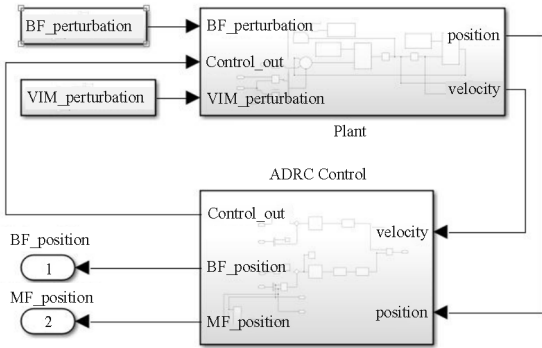 BF_perturbation
BF_perturbation
position
Control_out
VIM_perturbation
VIM_perturbation
velocity
Plant
ADRC Control
Control_out
velocity
BF_position
1
BF_position
MF_position
2
MF_position
position